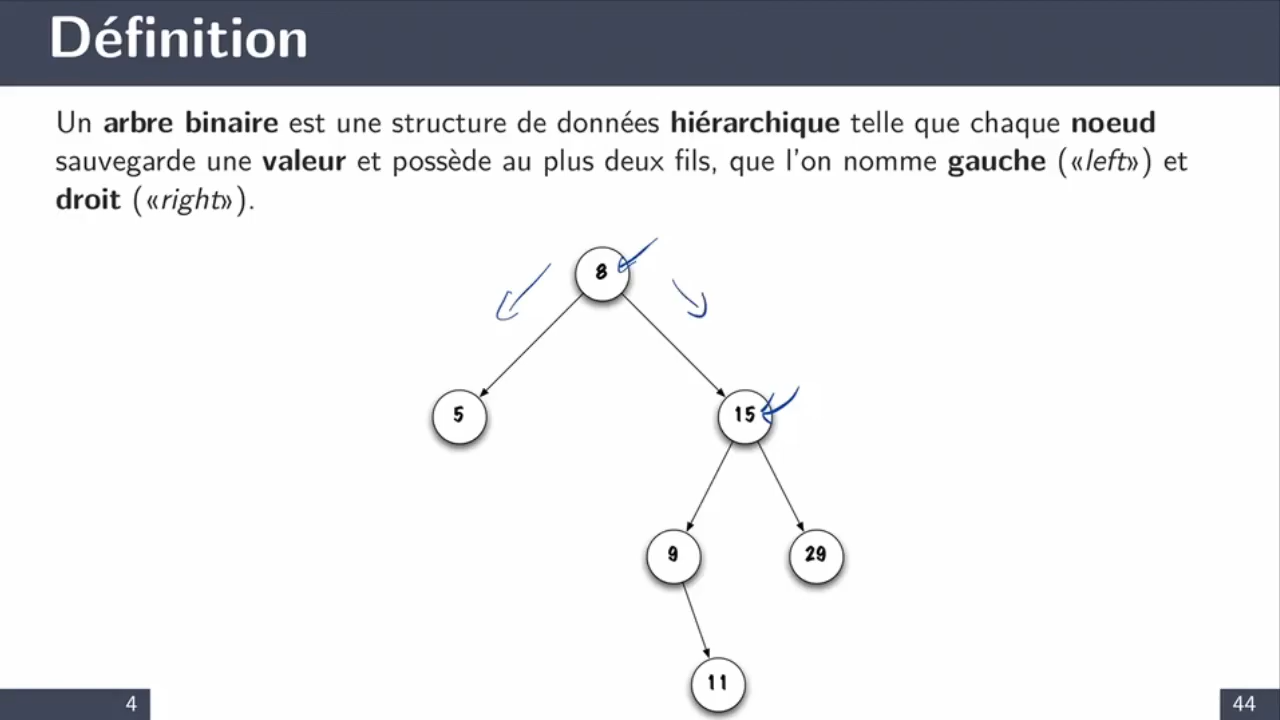 Définition
Un arbre binaire est une structure de données hiérarchique telle que chaque noeud
sauvegarde une valeur et possède au plus deux fils, que l'on nomme gauche («left») et
droit («right»).
8
5
15
9
29
11
4
44